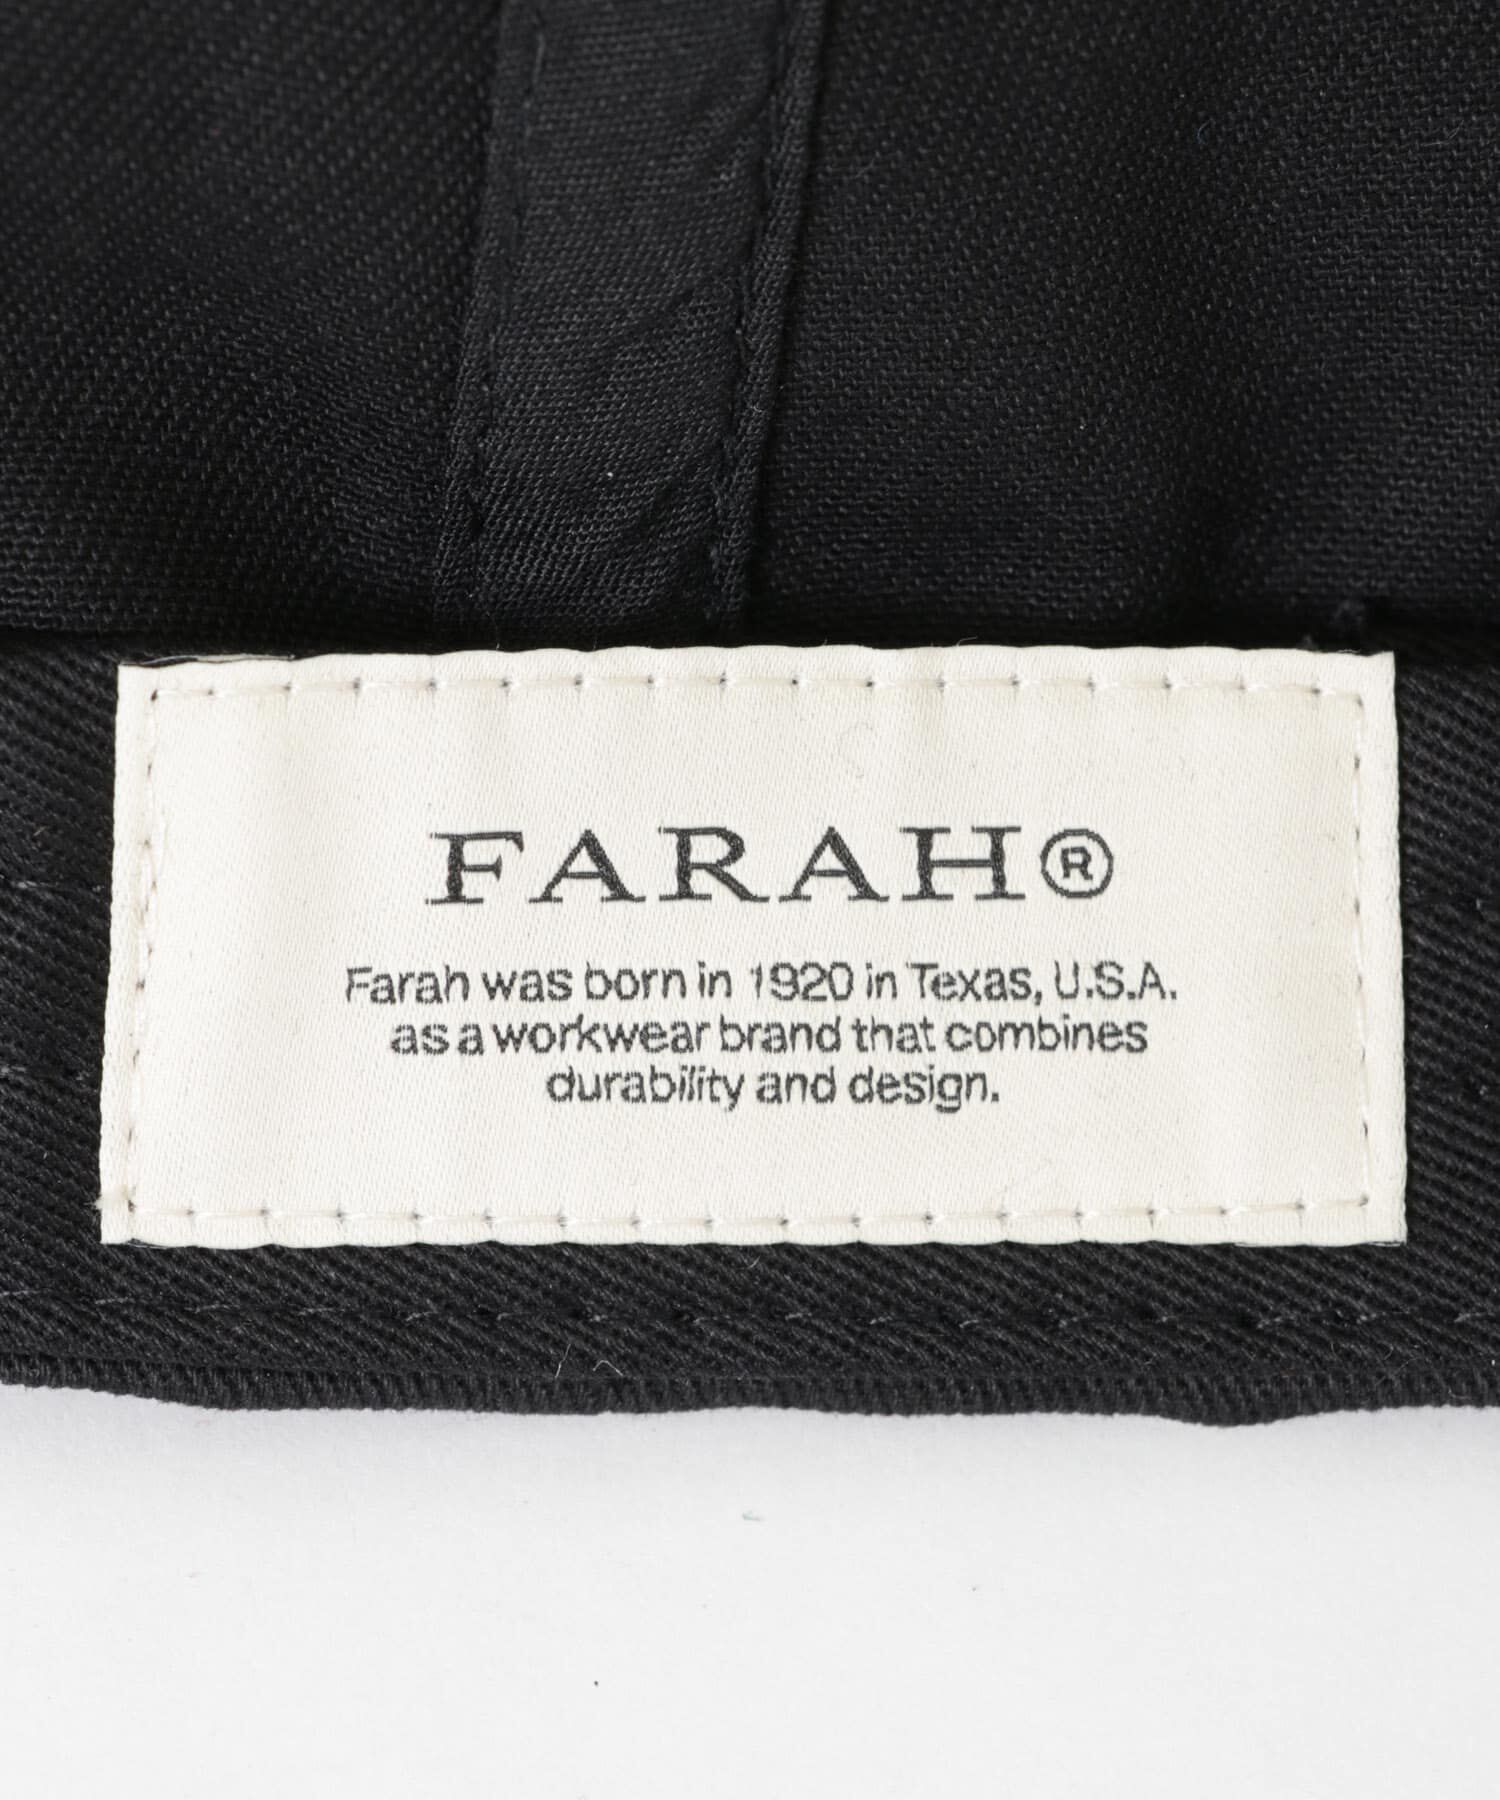 FARAH®
Farah was born in 1920 in Texas, U.S.A.
as a workwear brand that combines
durability and design.